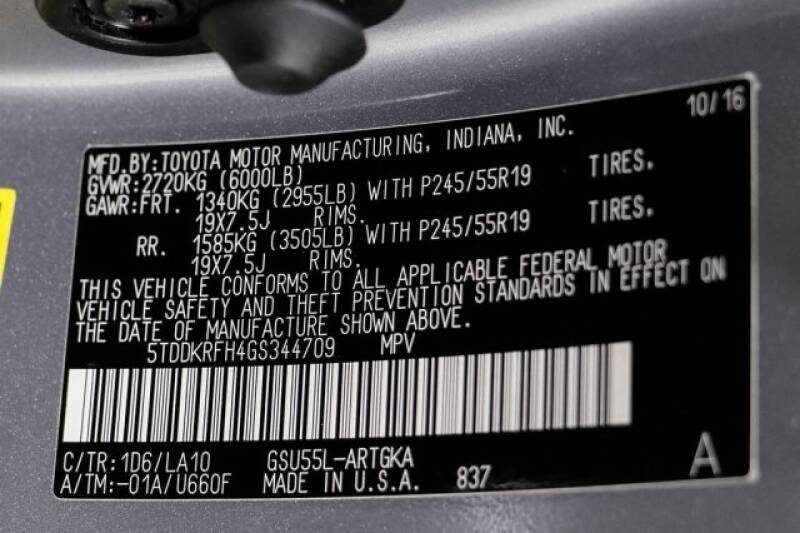 10/16
MFD.BY:TOYOTA MOTOR MANUFACTURING, INDIANA, INC.
GVWR:2720KG (6000LB)
GAWR:FRT. 1340KG (2955LB) WITH P245/55R19 TIRES.
19X7.5J RIMS.
RR. 1585KG (3505LB) WITH P245/55R19 TIRES.
19X7.5J RIMS.
THIS VEHICLE CONFORMS TO ALL APPLICABLE FEDERAL MOTOR
VEHICLE SAFETY AND THEFT PREVENTION STANDARDS IN EFFECT ON
THE DATE OF MANUFACTURE SHOWN ABOVE.
5TDDKRFH4GS344709 MPV
C/TR:1D6/LA10 GSU55L-ARTGKA
A/TM:-01A/U660F MADE IN U.S.A. 837
A